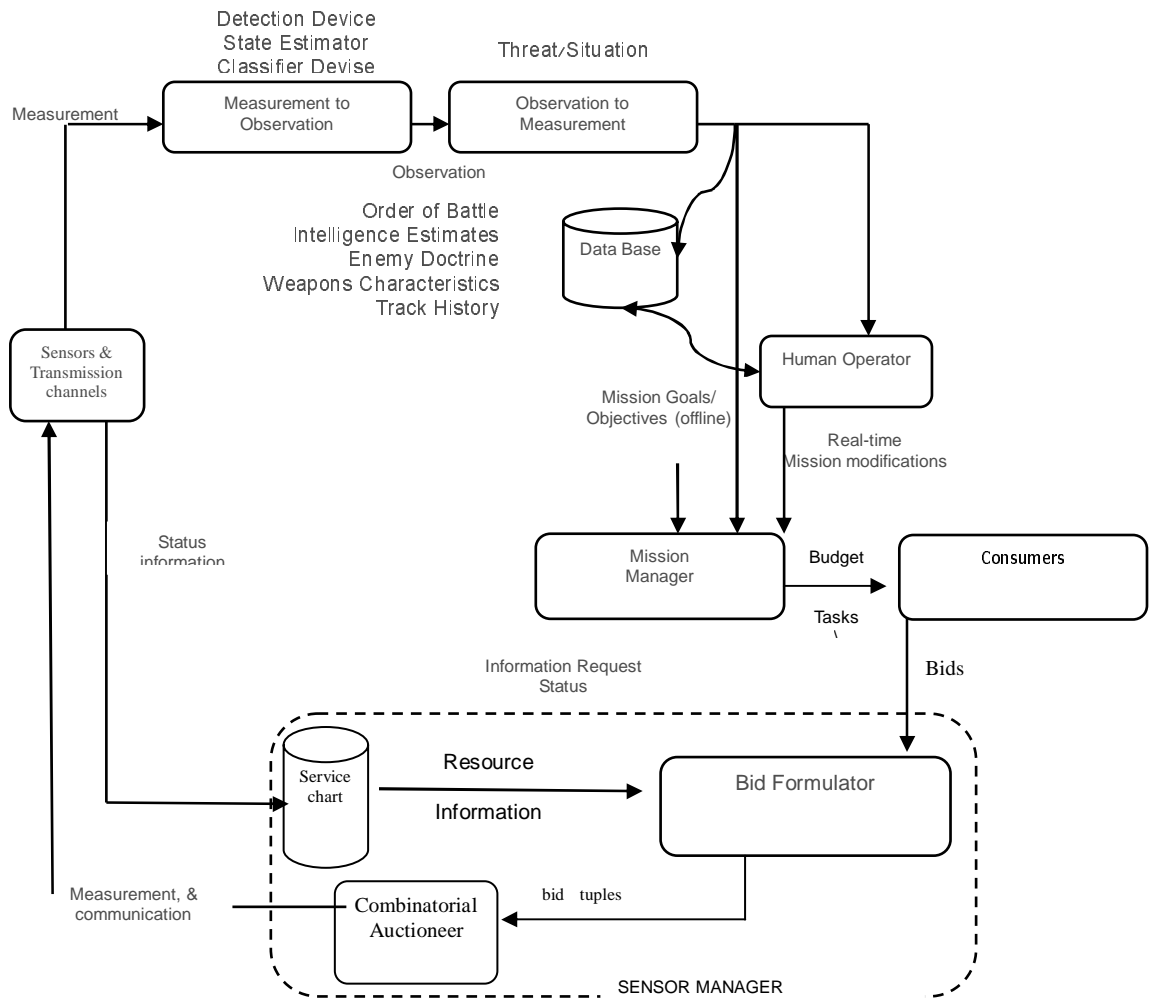 Detection Device
State Estimator
Classifier Devise
Threat/Situation
Measurement
Measurement to
Observation
Observation to
Measurement
Observation
Order of Battle
Intelligence Estimates
Enemy Doctrine
Weapons Characteristics
Track History
Data Base
Sensors &
Transmission
channels
Human Operator
Mission Goals/
Objectives (offline)
Real-time
Mission modifications
Status
information
Mission
Manager
Budget
Tasks
\
Consumers
Information Request
Status
Bids
Service
chart
Resource
Information
Bid Formulator
Measurement, &
communication
Combinatorial
Auctioneer
bid tuples
SENSOR MANAGER